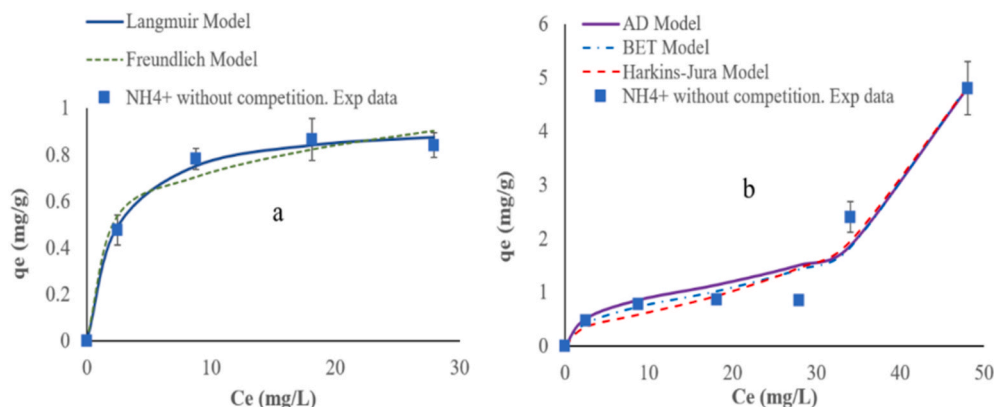 Langmuir Model
Freundlich Model
NH4+ without competition. Exp data
1
0.8
0.6
0.4
0.2
0
0 10 20 30
qe (mg/g)
Ce (mg/L)
a
AD Model
BET Model
Harkins-Jura Model
NH4+ without competition. Exp data
6
5
4
3
2
1
0
0 10 20 30 40 50
qe (mg/g)
Ce (mg/L)
b